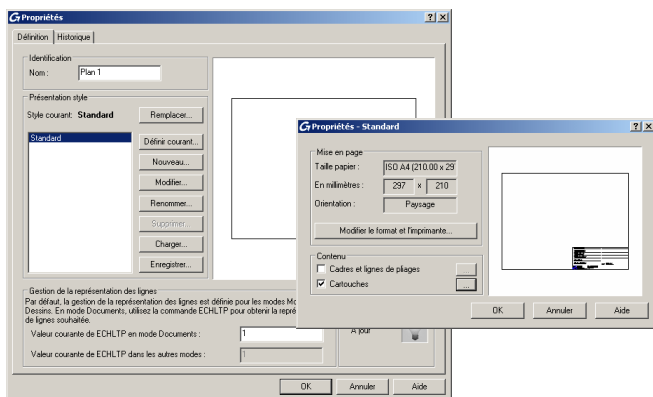 Propriétés
Définition
Historique
Identification
Nom :
Plan 1
Présentation style
Style courant: Standard
Remplacer...
Standard
Définir courant...
Nouveau...
Modifier...
Renommer...
Supprimer...
Charger...
Enregistrer...
Gestion de la représentation des lignes
Par défaut, la gestion de la représentation des lignes est définie pour les modes
Dessins. En mode Documents, utilisez la commande ECHLTP pour obtenir la
de lignes souhaitée.
Valeur courante de ECHLTP en mode Documents :
1
A jour
Valeur courante de ECHLTP dans les autres modes :
1
OK
Annuler
Aide
Propriétés - Standard
Mise en page
Taille papier :
ISO A4 (210.00 x 29
En millimètres :
297 x 210
Orientation :
Paysage
Modifier le format et l'imprimante...
Contenu
Cadres et lignes de pliages
...
Cartouches
...
OK
Annuler
Aide